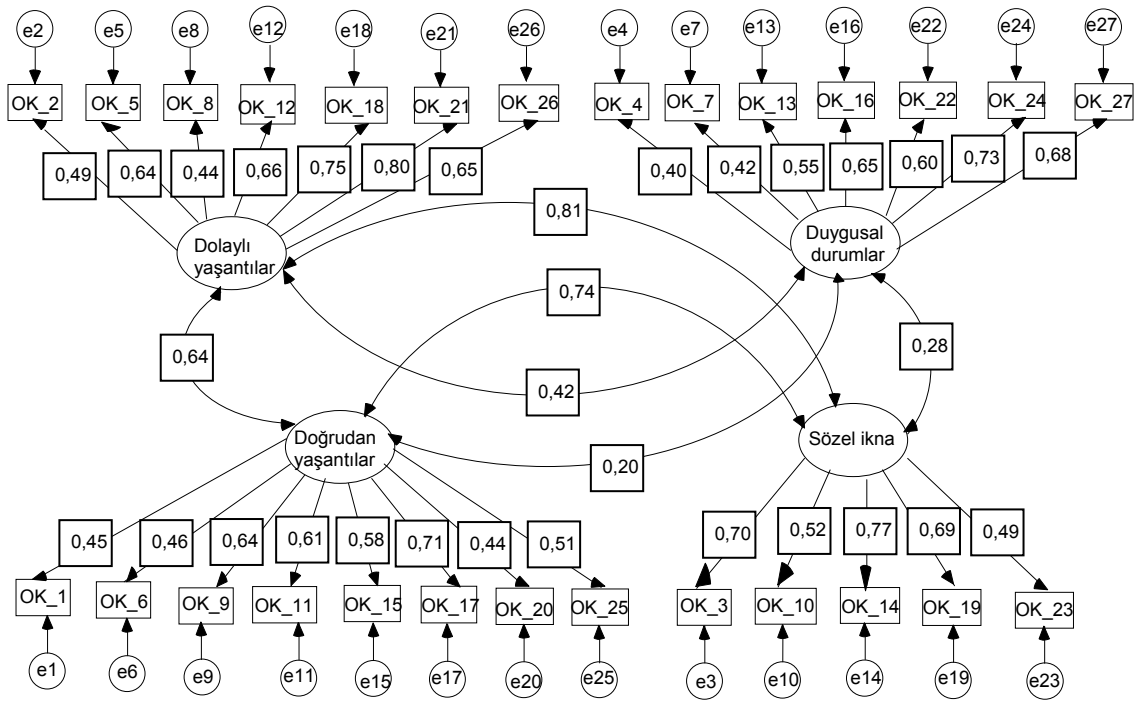 e2 e5 e8 e12 e18 e21 e26 e4 e7 e13 e16 e22 e24 e27
OK_2 OK_5 OK_8 OK_12 OK_18 OK_21 OK_26 OK_4 OK_7 OK_13 OK_16 OK_22 OK_24 OK_27
0,49 0,64 0,44 0,66 0,75 0,80 0,65 0,40 0,42 0,55 0,65 0,60 0,73 0,68
0,81
Dolaylı
yaşantılar
Duygusal
durumlar
0,74
0,64
0,28
0,42
Doğrudan
yaşantılar
Sözel ikna
0,20
0,45 0,46 0,64 0,61 0,58 0,71 0,44 0,51 0,70 0,52 0,77 0,69 0,49
OK_1 OK_6 OK_9 OK_11 OK_15 OK_17 OK_20 OK_25 OK_3 OK_10 OK_14 OK_19 OK_23
e1 e6 e9 e11 e15 e17 e20 e25 e3 e10 e14 e19 e23